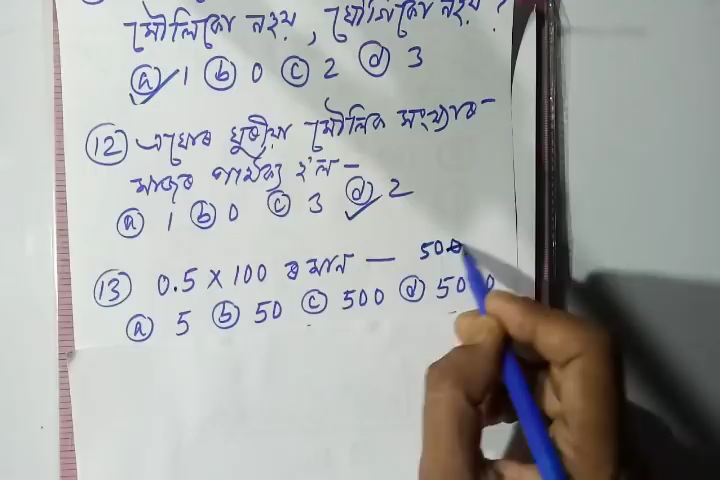 মৌলিকো নহয়, যৌগিকো নহয়?
ⓐ 1 ⓑ 0 ⓒ 2 ⓓ 3
⑫ এযোৰ যুৰীয়া মৌলিক সংখ্যাৰ-
মাজৰ পাৰ্থক্য হ'ল-
ⓐ 1 ⓑ 0 ⓒ 3 ⓓ 2
⑬ 0.5 × 100 ৰ মান — 50
ⓐ 5 ⓑ 50 ⓒ 500 ⓓ